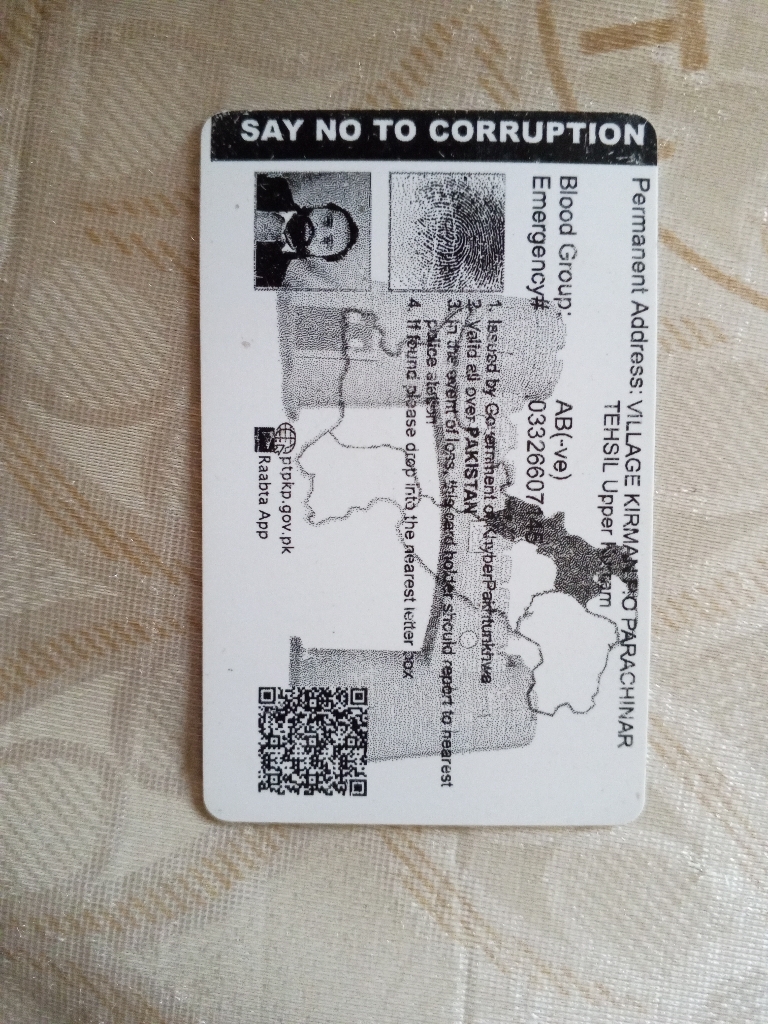 SAY NO TO CORRUPTION
Permanent Address: VILLAGE KIRMAN P.O PARACHINAR
TEHSIL Upper Kurram
Blood Group: AB(-ve)
Emergency#
1. Issued by Government of KhyberPakhtunkhwa
2. Valid all over PAKISTAN
3. In the event of loss, this card holder should report to nearest
police station
4. If found please drop into the nearest letter box
ptpkp.gov.pk
Raabta App